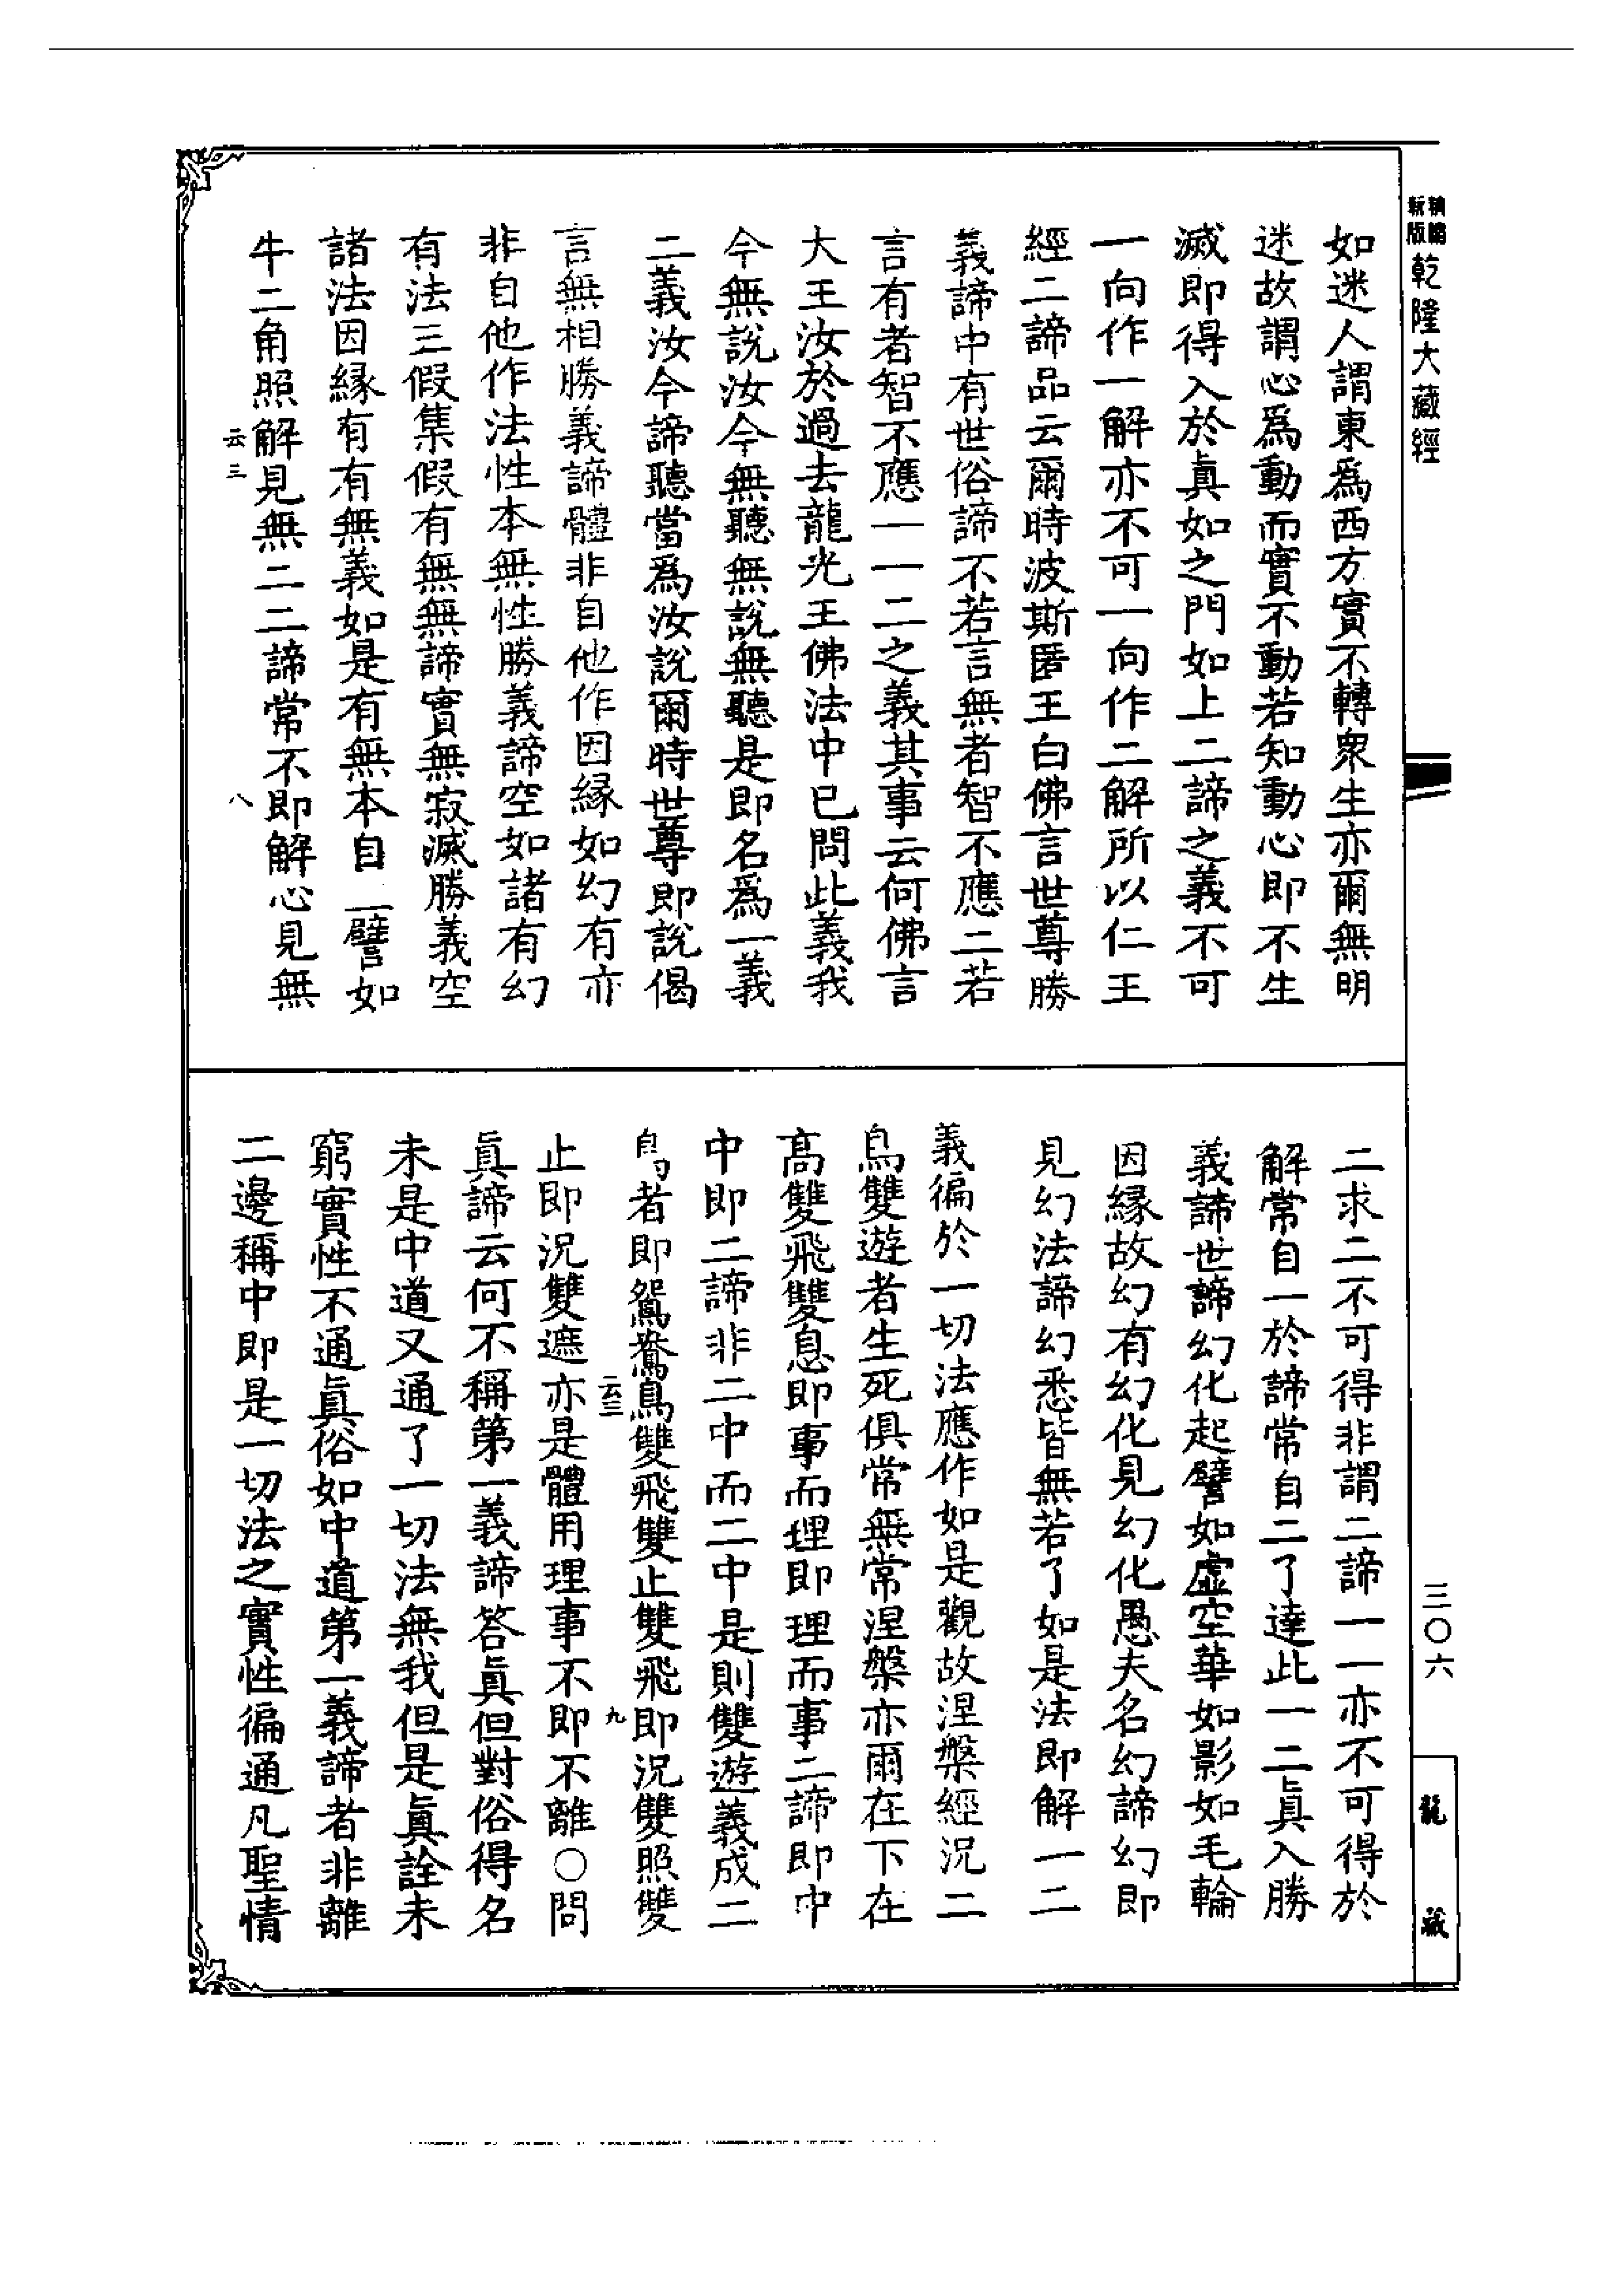 新版
精縮
乾隆大藏經
如迷人謂東爲西方實不轉衆生亦爾無明
迷故謂心爲動而實不動若知動心即不生
滅即得入於眞如之門如上二諦之義不可
一向作一解亦不可一向作二解所以仁王
經二諦品云爾時波斯匿王白佛言世尊勝
義諦中有世俗諦不若言無者智不應二若
言有者智不應一一二之義其事云何佛言
大王汝於過去龍光王佛法中已問此義我
今無說汝今無聽無說無聽是即名爲一義
二義汝今諦聽當爲汝說爾時世尊即說偈
言無相勝義諦體非自他作因緣如幻有亦
非自他作法性本無性勝義諦空如諸有幻
有法三假集假有無無諦實無寂滅勝義空
諸法因緣有有無義如是有無本自二譬如
牛二角照解見無二二諦常不即解心見無
云三
八
二求二不可得非謂二諦一一亦不可得於
解常自一於諦常自二了達此一二眞入勝
義諦世諦幻化起譬如虛空華如影如毛輪
因緣故幻有幻化見幻化愚夫名幻諦幻即
見幻法諦幻悉皆無若了如是法即解一二
義徧於一切法應作如是觀故涅槃經況二
鳥雙遊者生死俱常無常涅槃亦爾在下在
高雙飛雙息即事而理即理而事二諦即中
中即二諦非二中而二中是則雙遊義成二
鳥者即鴛鴦鳥雙飛雙止雙飛即況雙照雙
云三
九
止即況雙遮亦是體用理事不即不離○問
眞諦云何不稱第一義諦答眞但對俗得名
未是中道又通了一切法無我但是眞詮未
窮實性不通眞俗如中道第一義諦者非離
二邊稱中即是一切法之實性徧通凡聖情
三〇六
龍藏